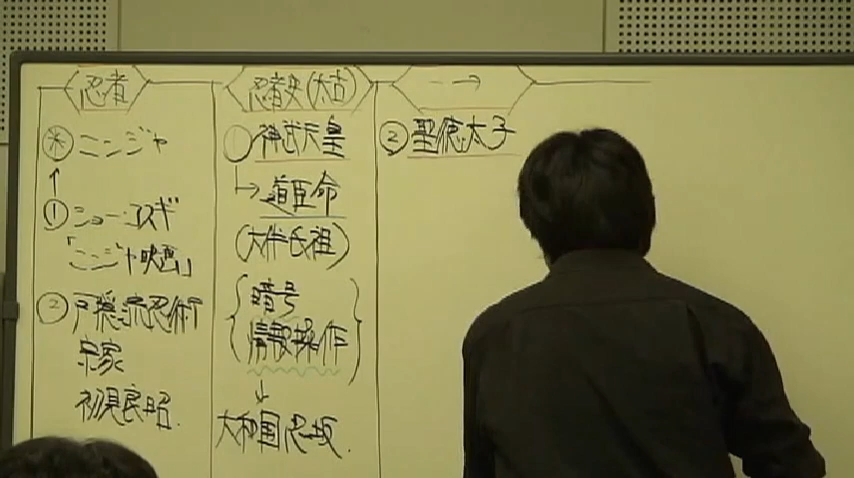 忍者
※ ニンジャ
↑
① ショー・コスギ
「ニンジャ映画」
② 戸隠流忍術
宗家
初見良昭.
忍者史(太古)
① 神武天皇
↳ 道臣命
(大伴氏祖)
暗号
情報操作
↓
大和国忍坂.
→
② 聖徳太子